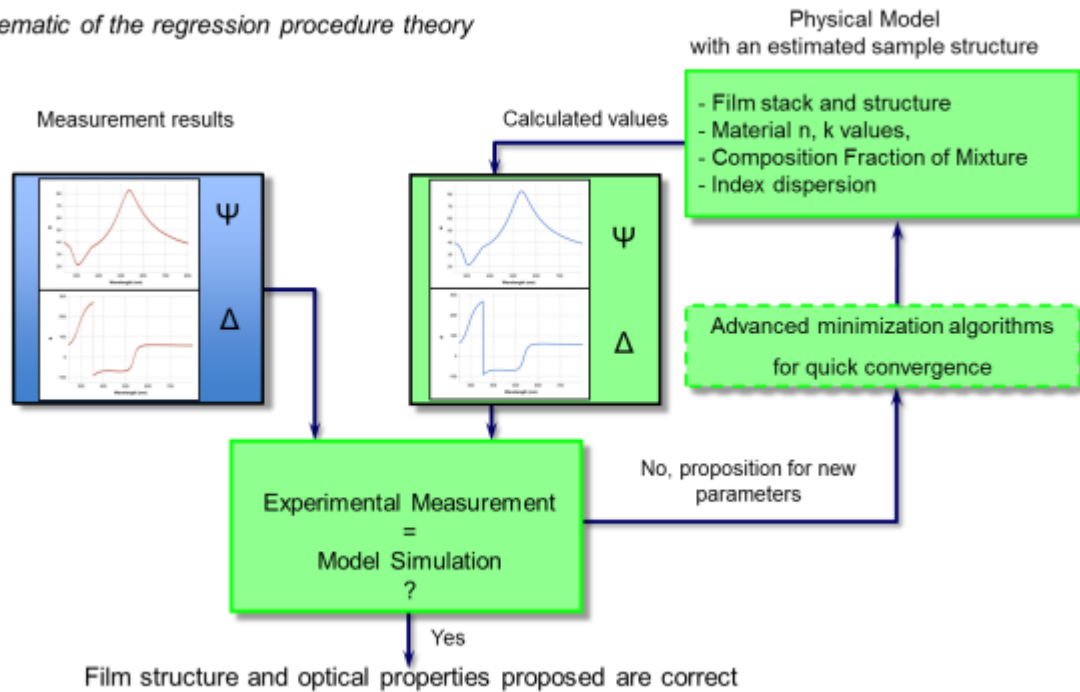 ematic of the regression procedure theory
Physical Model
with an estimated sample structure
- Film stack and structure
- Material n, k values,
- Composition Fraction of Mixture
- Index dispersion
Measurement results
Calculated values
Ψ
Δ
Ψ
Δ
Advanced minimization algorithms
for quick convergence
Experimental Measurement
=
Model Simulation
?
No, proposition for new
parameters
Yes
Film structure and optical properties proposed are correct